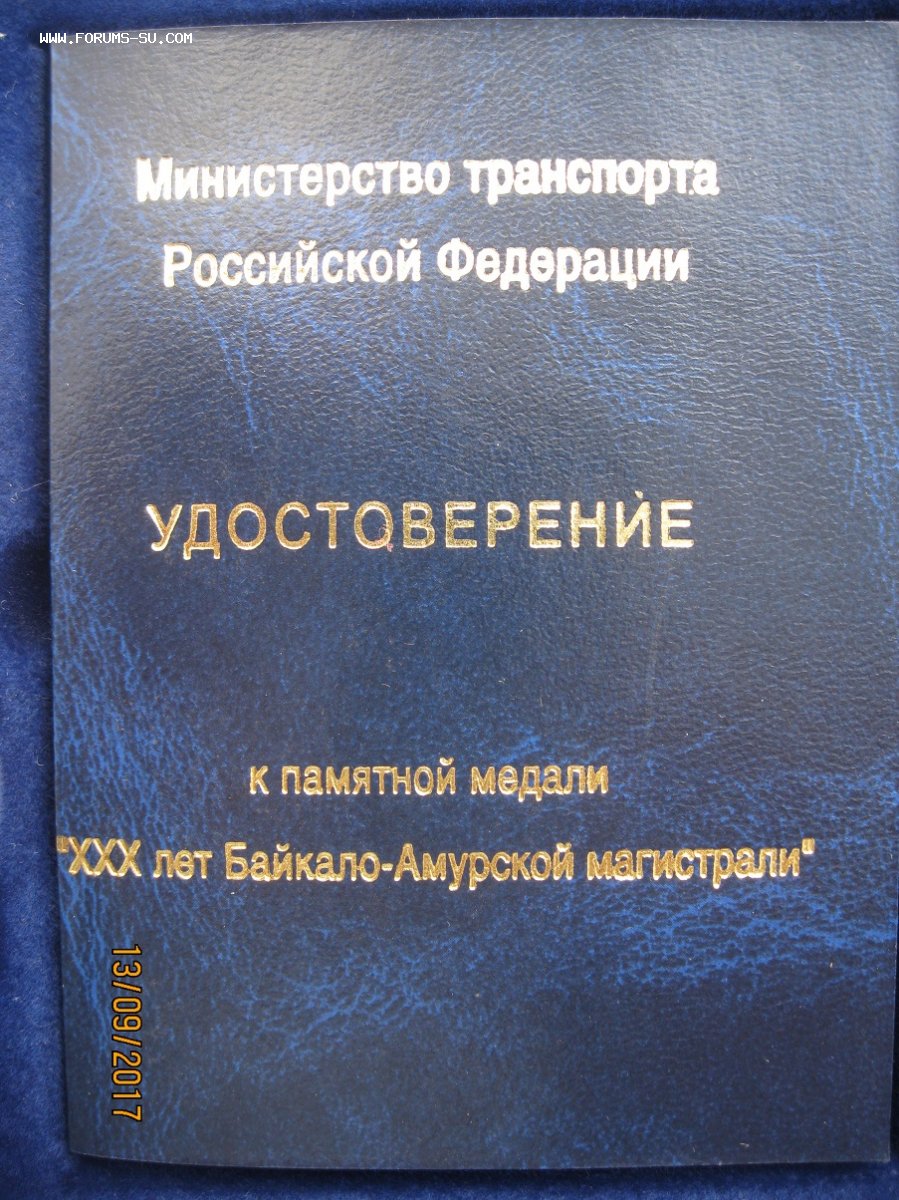 WWW.FORUMS-SU.COM
Министерство транспорта
Российской Федерации
УДОСТОВЕРЕНИЕ
к памятной медали
"XXX лет Байкало-Амурской магистрали"
13/09/2017